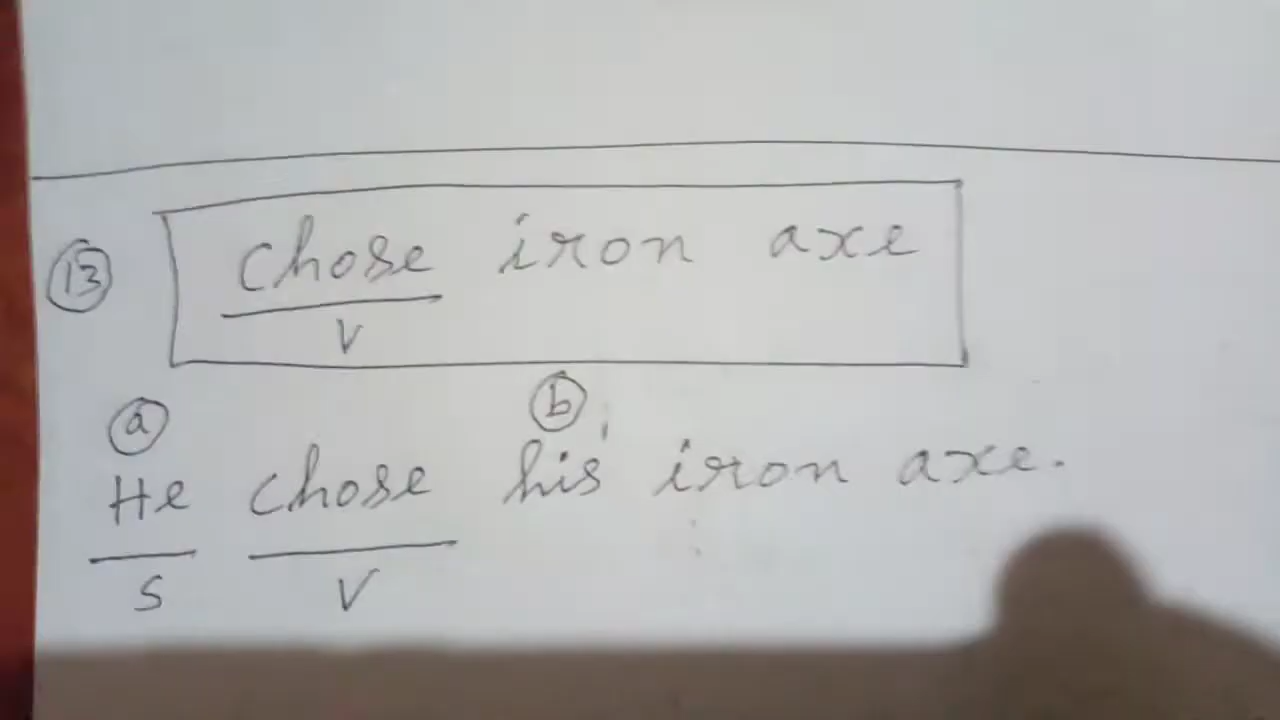 13 chose iron axe
V
a b
He chose his iron axe.
S V